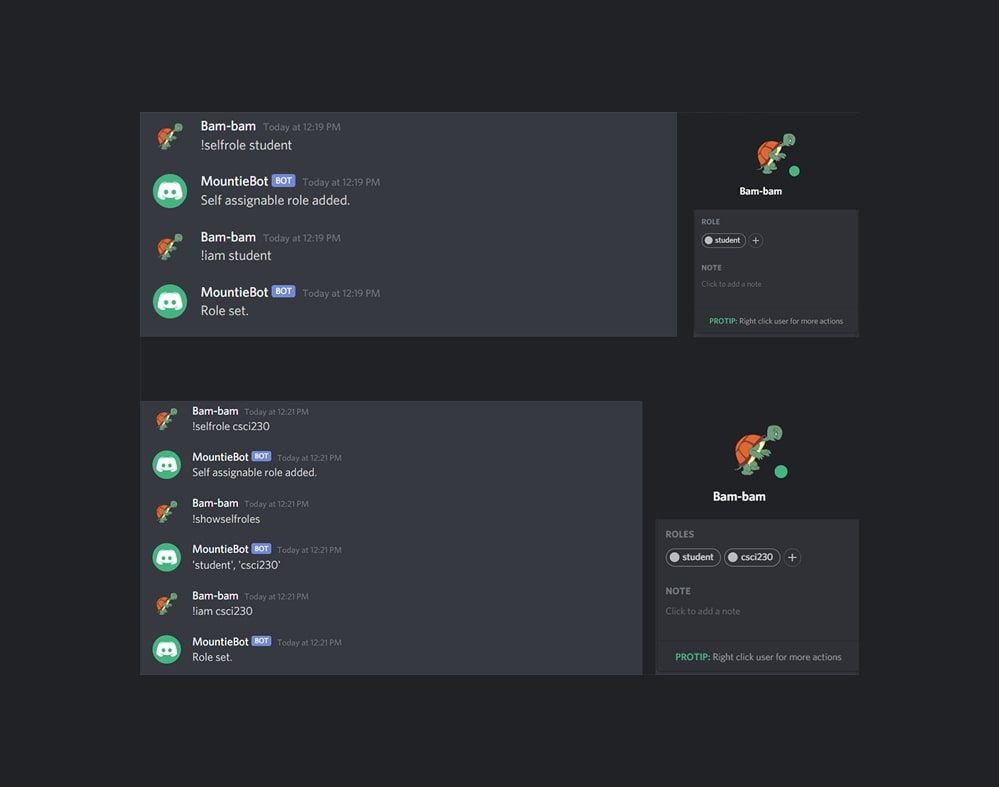 Bam-bam Today at 12:19 PM
!selfrole student
MountieBot BOT Today at 12:19 PM
Self assignable role added.
Bam-bam Today at 12:19 PM
!iam student
MountieBot BOT Today at 12:19 PM
Role set.
Bam-bam
ROLE
student +
NOTE
Click to add a note
PROTIP: Right click user for more actions
Bam-bam Today at 12:21 PM
!selfrole csci230
MountieBot BOT Today at 12:21 PM
Self assignable role added.
Bam-bam Today at 12:21 PM
!showselfroles
MountieBot BOT Today at 12:21 PM
'student', 'csci230'
Bam-bam Today at 12:21 PM
!iam csci230
MountieBot BOT Today at 12:21 PM
Role set.
Bam-bam
ROLES
student csci230 +
NOTE
Click to add a note
PROTIP: Right click user for more actions